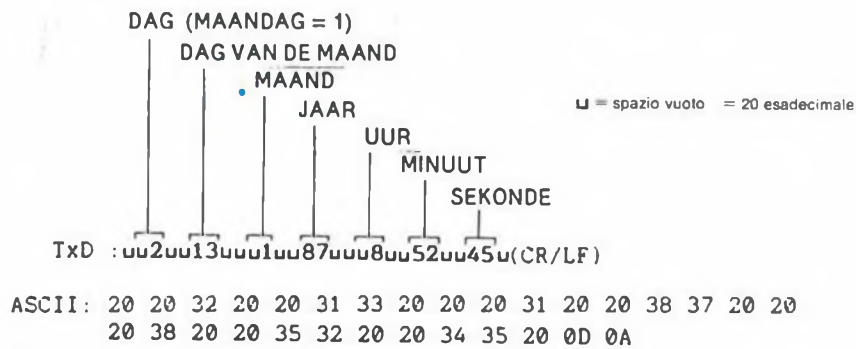 DAG (MAANDAG = 1)
DAG VAN DE MAAND
MAAND
JAAR
⊔ = spazio vuoto = 20 esadecimale
UUR
MINUUT
SEKONDE
TxD :⊔⊔2⊔⊔13⊔⊔⊔1⊔⊔87⊔⊔⊔8⊔⊔52⊔⊔45⊔(CR/LF)
ASCII: 20 20 32 20 20 31 33 20 20 20 31 20 20 38 37 20 20
20 38 20 20 35 32 20 20 34 35 20 0D 0A